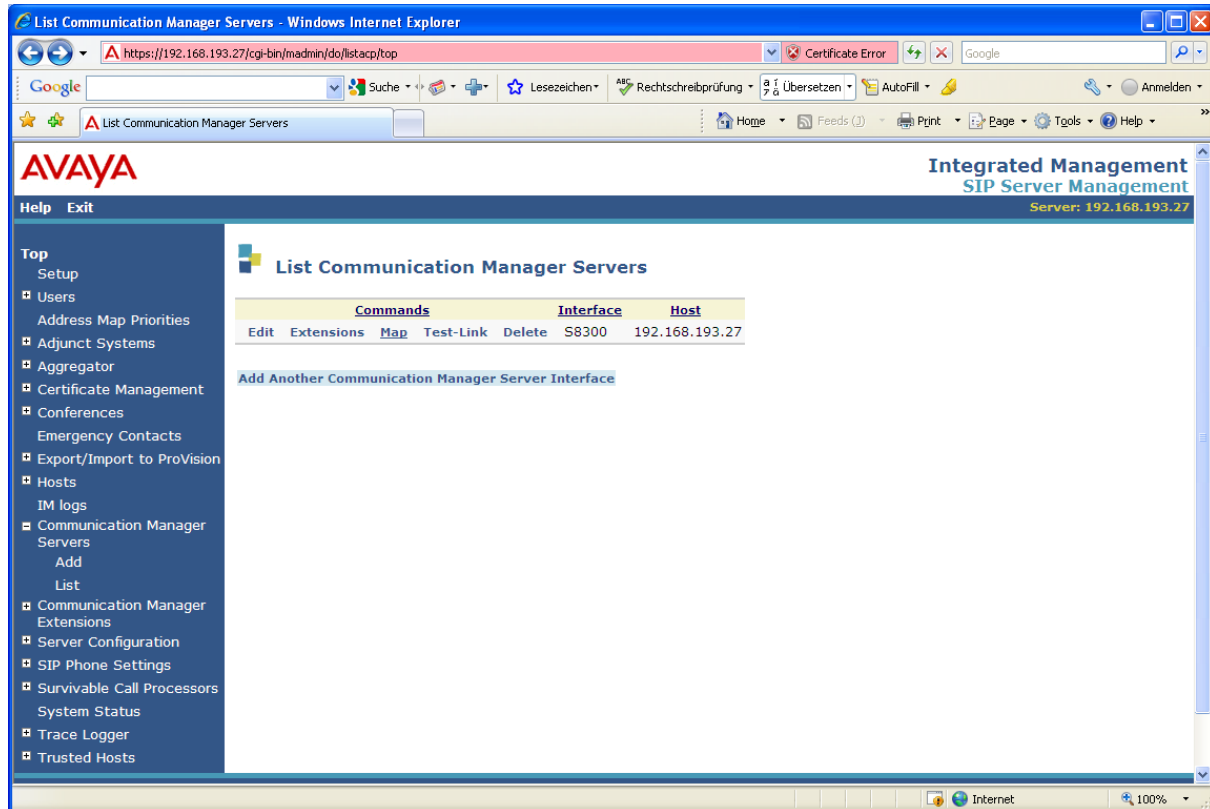 List Communication Manager Servers - Windows Internet Explorer
https://192.168.193.27/cgi-bin/madmin/do/listacp/top
Certificate Error
Google
Google
Suche
Lesezeichen
ABC Rechtschreibprüfung
Übersetzen
AutoFill
Anmelden
List Communication Manager Servers
Home
Feeds (J)
Print
Page
Tools
Help
»
AVAYA
Integrated Management
SIP Server Management
Help Exit
Server: 192.168.193.27
Top
Setup
Users
Address Map Priorities
Adjunct Systems
Aggregator
Certificate Management
Conferences
Emergency Contacts
Export/Import to ProVision
Hosts
IM logs
Communication Manager
Servers
Add
List
Communication Manager
Extensions
Server Configuration
SIP Phone Settings
Survivable Call Processors
System Status
Trace Logger
Trusted Hosts
List Communication Manager Servers
Commands Interface Host
Edit Extensions Map Test-Link Delete S8300 192.168.193.27
Add Another Communication Manager Server Interface
Internet
100%